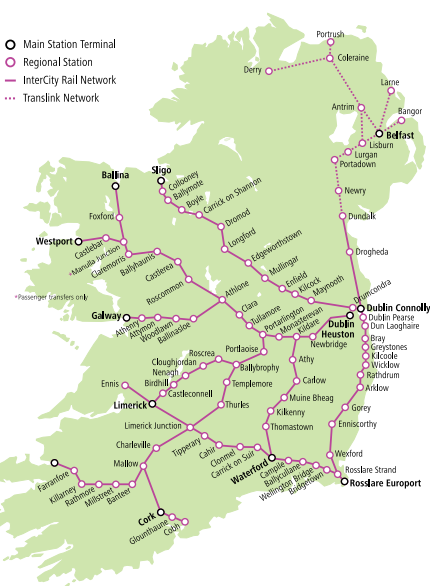 Main Station Terminal
Regional Station
InterCity Rail Network
Translink Network
Portrush
Coleraine
Derry
Larne
Antrim
Bangor
Belfast
Lisburn
Lurgan
Portadown
Newry
Dundalk
Drogheda
Ballina
Sligo
Collooney
Ballymote
Boyle
Carrick on Shannon
Dromod
Longford
Edgeworthstown
Mullingar
Enfield
Kilcock
Maynooth
Drumcondra
Foxford
Westport
Castlebar
*Manulla Junction
Claremorris
Ballyhaunis
Castlerea
Roscommon
*Passenger transfers only
Galway
Athenry
Attymon
Woodlawn
Ballinasloe
Athlone
Clara
Tullamore
Portarlington
Monasterevan
Kildare
Newbridge
Dublin Connolly
Dublin
Heuston
Dublin Pearse
Dun Laoghaire
Bray
Greystones
Kilcoole
Wicklow
Rathdrum
Arklow
Gorey
Enniscorthy
Wexford
Rosslare Strand
Rosslare Europort
Portlaoise
Ballybrophy
Roscrea
Cloughjordan
Nenagh
Birdhill
Castleconnell
Ennis
Limerick
Templemore
Thurles
Athy
Carlow
Muine Bheag
Kilkenny
Thomastown
Limerick Junction
Tipperary
Cahir
Clonmel
Carrick on Suir
Waterford
Campile
Ballycullane
Wellington Bridge
Bridgetown
Charleville
Mallow
Farranfore
Killarney
Rathmore
Millstreet
Banteer
Cork
Glounthaune
Cobh